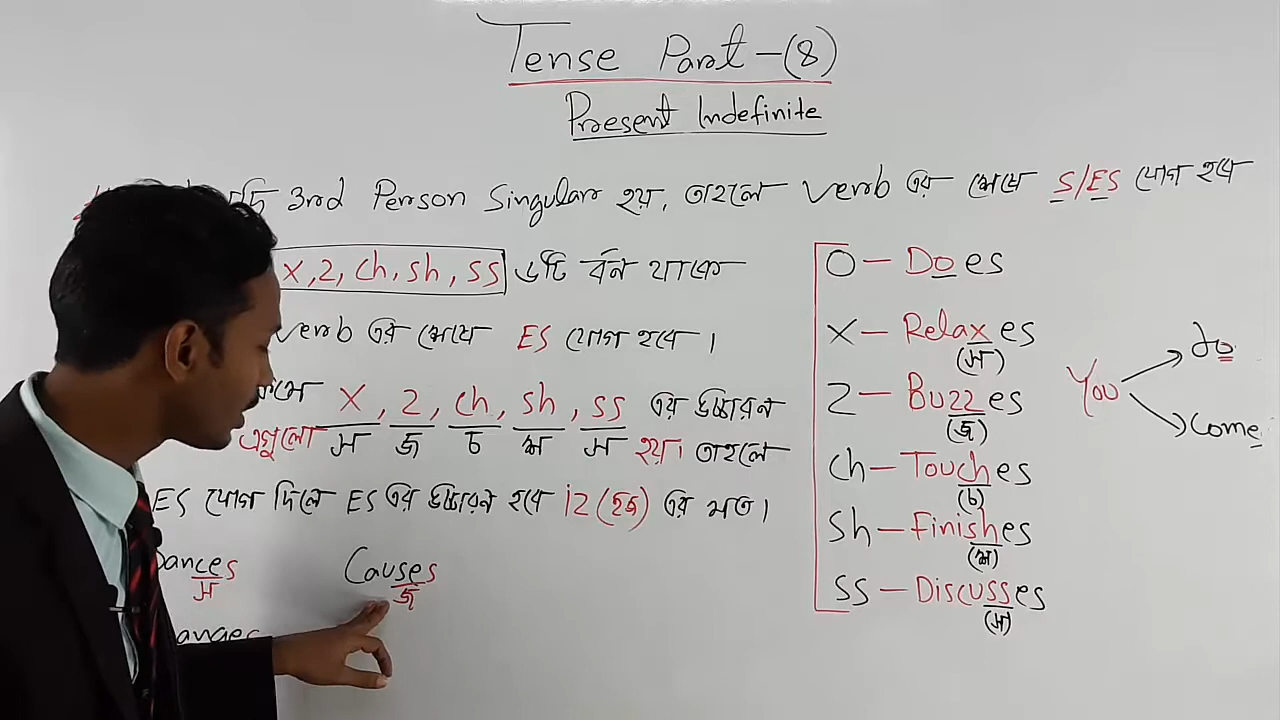 Tense Part-(8)
Present Indefinite
যদি 3rd Person Singular হয়, তাহলে verb এর শেষে S/ES যোগ হবে
x, z, ch, sh, ss ৬টি বর্ন থাকে
verb এর শেষে ES যোগ হবে।
x, z, ch, sh, ss এর উচ্চারন
এগুলো স জ চ শ স হয়। তাহলে
ES যোগ দিলে ES এর উচ্চারন হবে iz (ইজ) এর মত।
Dances
স
Causes
জ
O – Does
X – Relaxes
(স)
Z – Buzzes
(জ)
Ch – Touches
(চ)
Sh – Finishes
(শ)
SS – Discusses
(স)
You
do
Come